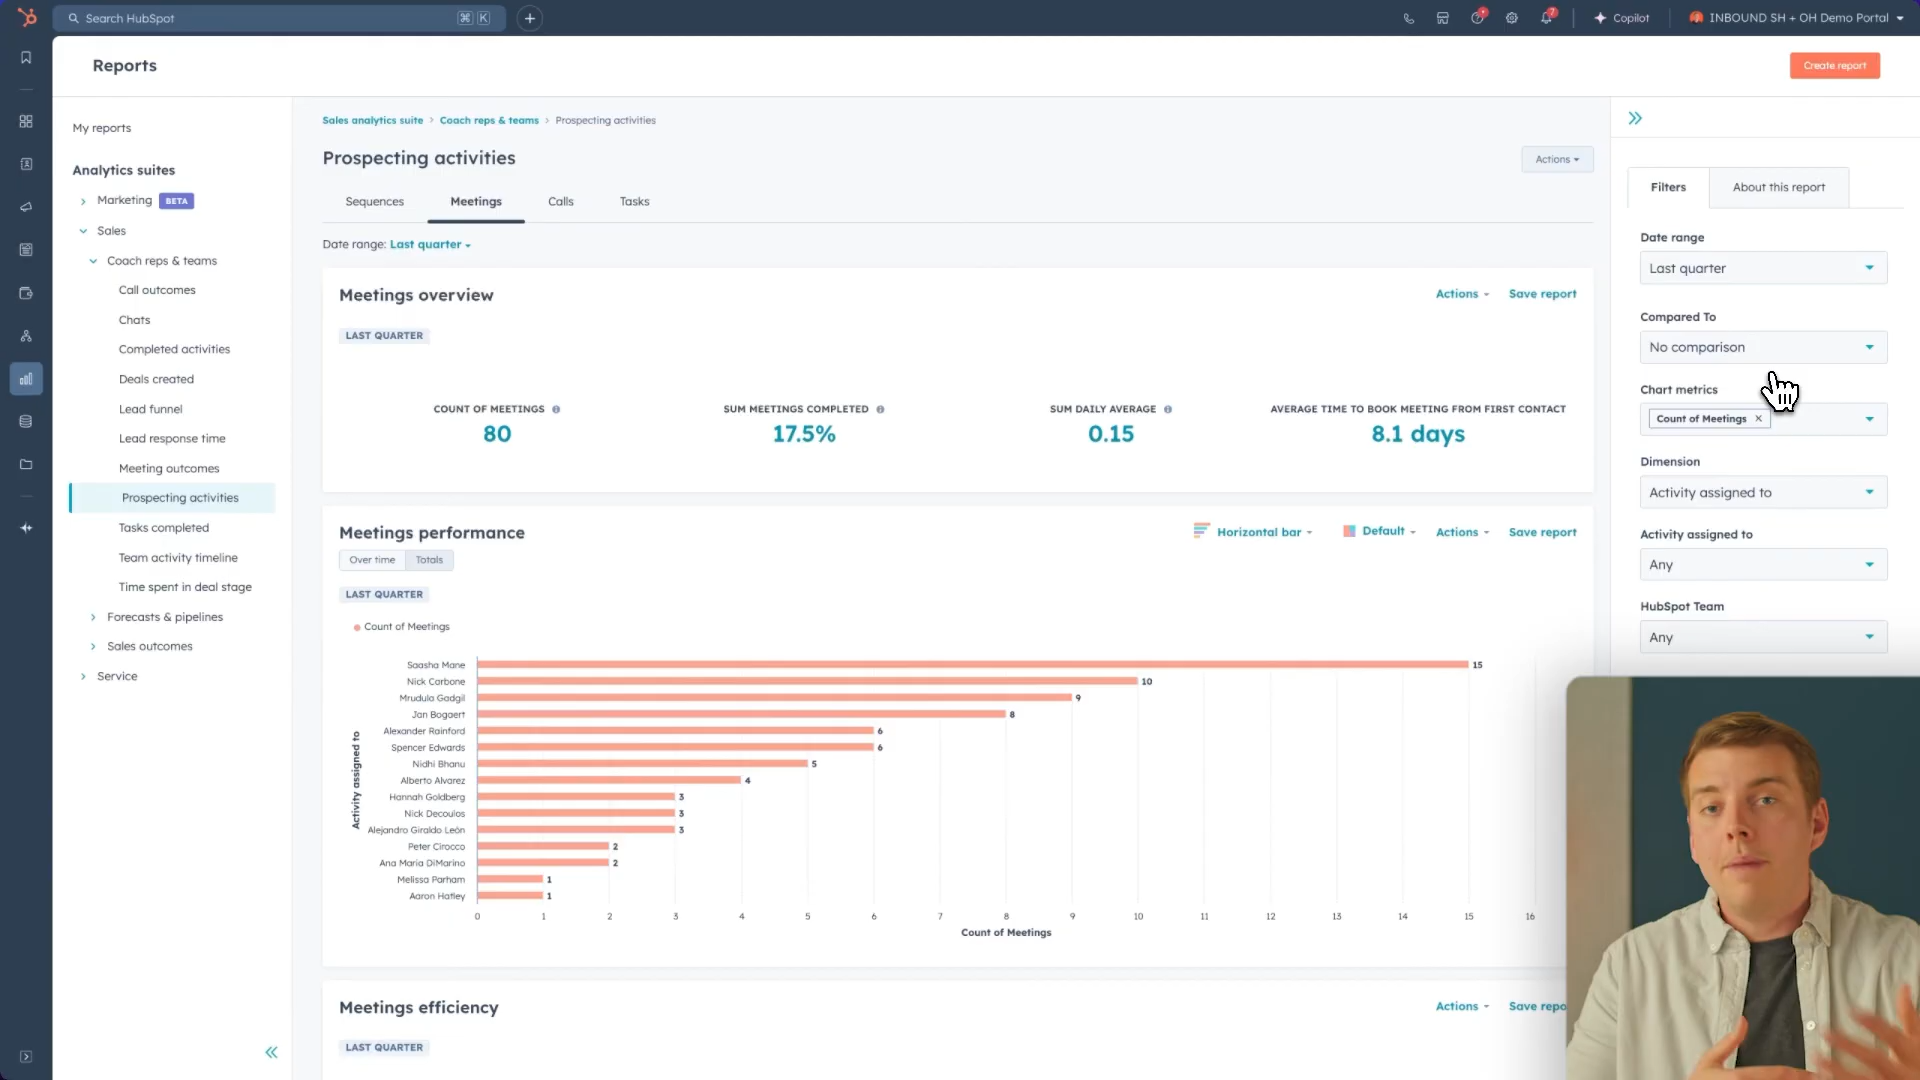 Search HubSpot
⌘ K
Copilot
INBOUND SH + OH Demo Portal
7
Reports
Create report
My reports
Analytics suites
Marketing BETA
Sales
Coach reps & teams
Call outcomes
Chats
Completed activities
Deals created
Lead funnel
Lead response time
Meeting outcomes
Prospecting activities
Tasks completed
Team activity timeline
Time spent in deal stage
Forecasts & pipelines
Sales outcomes
Service
Sales analytics suite > Coach reps & teams > Prospecting activities
Prospecting activities
Actions
Sequences
Meetings
Calls
Tasks
Date range: Last quarter
Meetings overview
Actions
Save report
LAST QUARTER
COUNT OF MEETINGS
80
SUM MEETINGS COMPLETED
17.5%
SUM DAILY AVERAGE
0.15
AVERAGE TIME TO BOOK MEETING FROM FIRST CONTACT
8.1 days
Meetings performance
Horizontal bar
Default
Actions
Save report
Over time
Totals
LAST QUARTER
Count of Meetings
Activity assigned to
Saasha Mane 15
Nick Carbone 10
Mrudula Gadgil 9
Jan Bogaert 8
Alexander Rainford 6
Spencer Edwards 6
Nidhi Bhanu 5
Alberto Alvarez 4
Hannah Goldberg 3
Nick Decoulos 3
Alejandro Giraldo León 3
Peter Cirocco 2
Ana Maria DiMarino 2
Melissa Parham 1
Aaron Hatley 1
0 1 2 3 4 5 6 7 8 9 10 11 12 13 14 15 16
Count of Meetings
Meetings efficiency
Actions
Save repo
LAST QUARTER
Filters
About this report
Date range
Last quarter
Compared To
No comparison
Chart metrics
Count of Meetings ×
Dimension
Activity assigned to
Activity assigned to
Any
HubSpot Team
Any